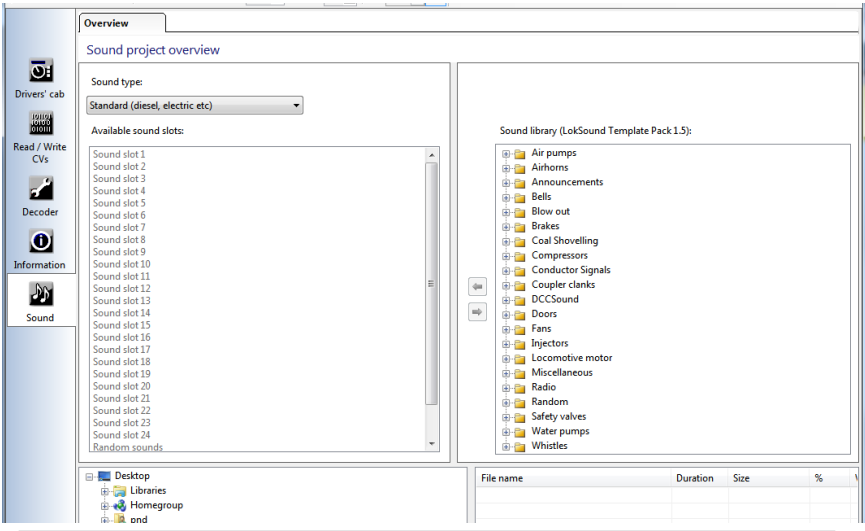 Overview
Sound project overview
Drivers' cab
Read / Write
CVs
Decoder
Information
Sound
Sound type:
Standard (diesel, electric etc)
Available sound slots:
Sound slot 1
Sound slot 2
Sound slot 3
Sound slot 4
Sound slot 5
Sound slot 6
Sound slot 7
Sound slot 8
Sound slot 9
Sound slot 10
Sound slot 11
Sound slot 12
Sound slot 13
Sound slot 14
Sound slot 15
Sound slot 16
Sound slot 17
Sound slot 18
Sound slot 19
Sound slot 20
Sound slot 21
Sound slot 22
Sound slot 23
Sound slot 24
Random sounds
Sound library (LokSound Template Pack 1.5):
Air pumps
Airhorns
Announcements
Bells
Blow out
Brakes
Coal Shovelling
Compressors
Conductor Signals
Coupler clanks
DCCSound
Doors
Fans
Injectors
Locomotive motor
Miscellaneous
Radio
Random
Safety valves
Water pumps
Whistles
Desktop
Libraries
Homegroup
pnd
File name Duration Size %